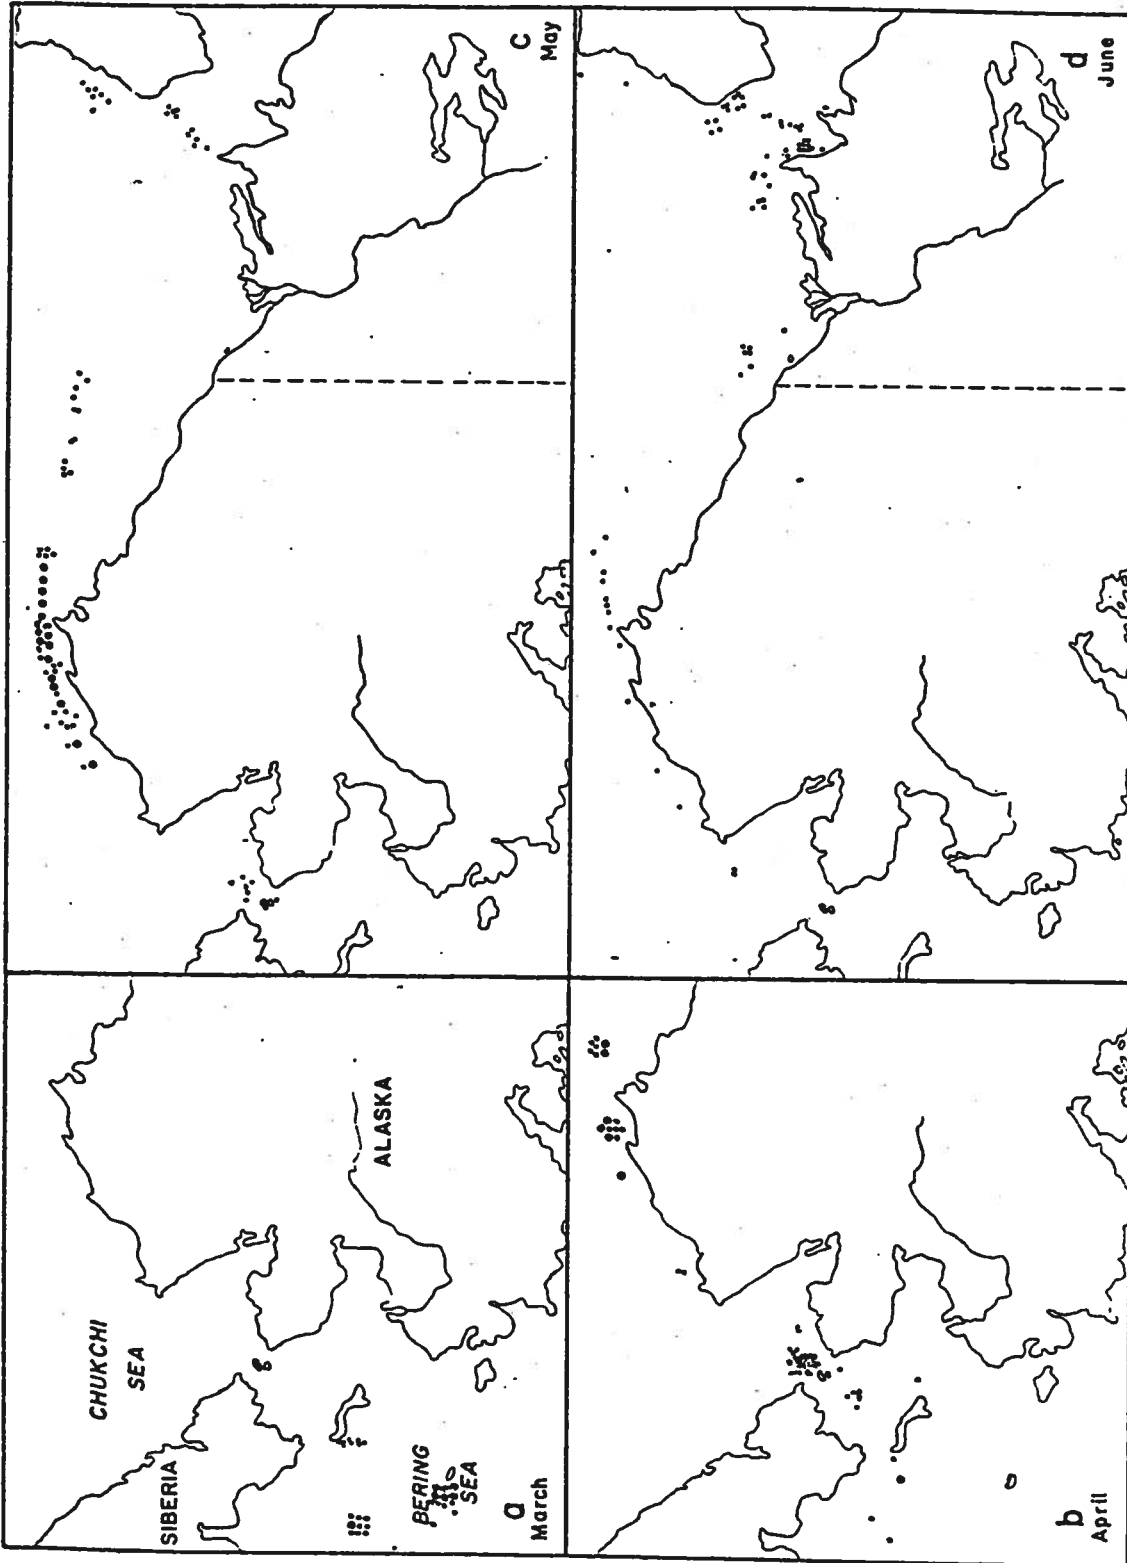 CHUKCHI
SEA
SIBERIA
ALASKA
BERING
SEA
a
March
b
April
c
May
d
June